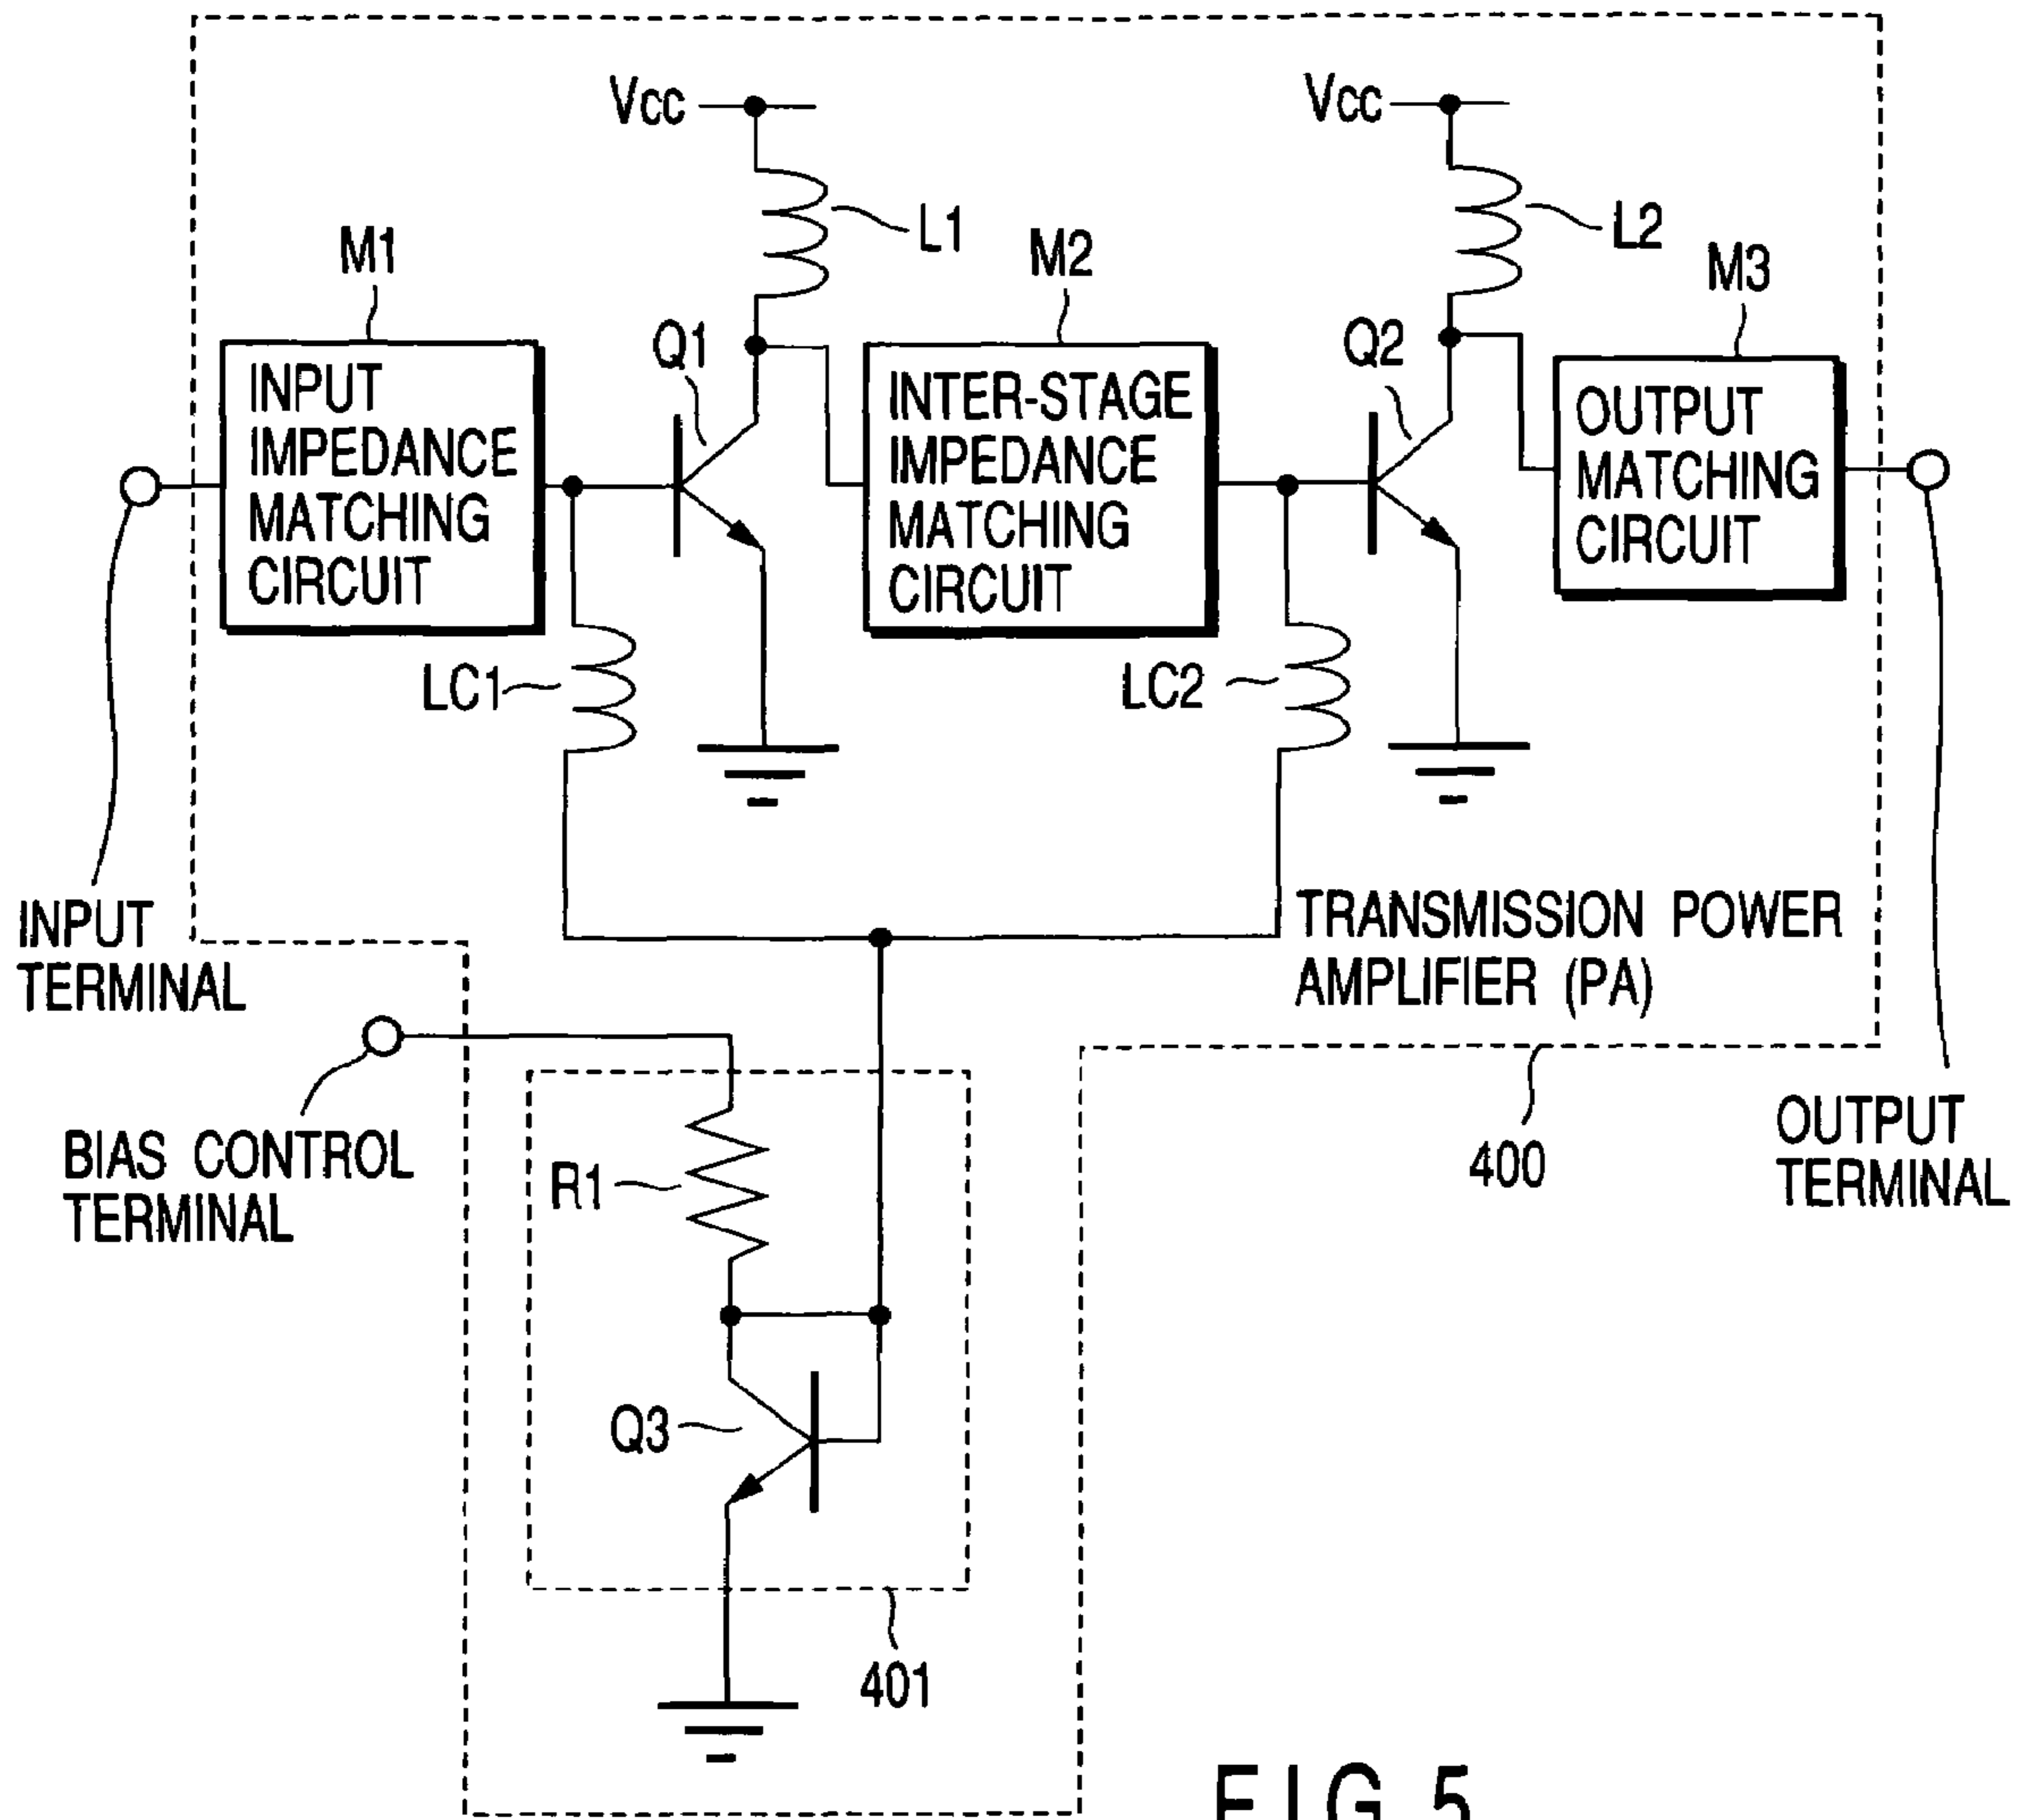 Vcc
Vcc
L1
L2
M1
M2
M3
Q1
Q2
INPUT
IMPEDANCE
MATCHING
CIRCUIT
INTER-STAGE
IMPEDANCE
MATCHING
CIRCUIT
OUTPUT
MATCHING
CIRCUIT
LC1
LC2
INPUT
TERMINAL
TRANSMISSION POWER
AMPLIFIER (PA)
BIAS CONTROL
TERMINAL
R1
400
OUTPUT
TERMINAL
Q3
401
FIG. 5